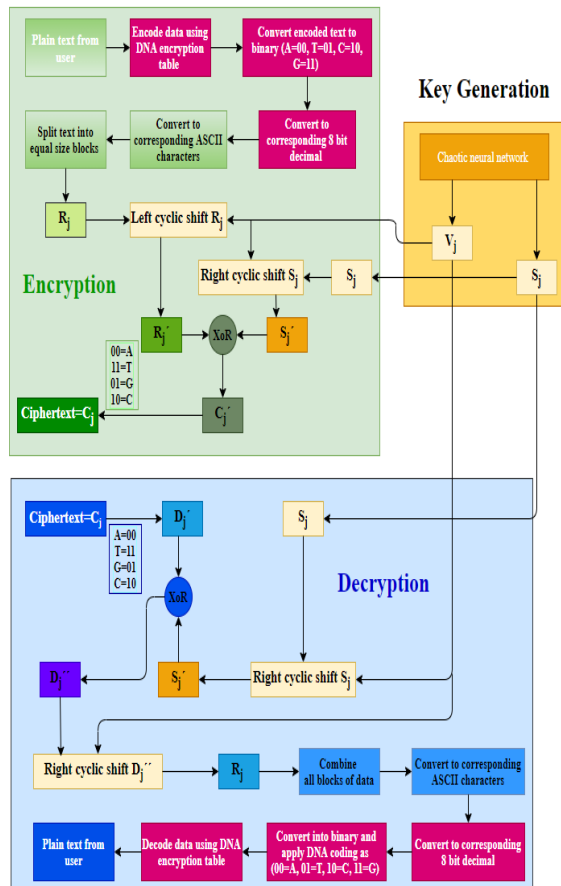 Plain text from
user
Encode data using
DNA encryption
table
Convert encoded text to
binary (A=00, T=01, C=10,
G=11)
Key Generation
Split text into
equal size blocks
Convert to
corresponding ASCII
characters
Convert to
corresponding 8 bit
decimal
Chaotic neural network
Rj
Left cyclic shift Rj
Vj
Encryption
Right cyclic shift Sj
Sj
Sj
Rj´
XoR
Sj´
00=A
11=T
01=G
10=C
Ciphertext=Cj
Cj´
Ciphertext=Cj
Dj´
Sj
A=00
T=11
G=01
C=10
Decryption
XoR
Dj´´
Sj´
Right cyclic shift Sj
Right cyclic shift Dj´´
Rj
Combine
all blocks of data
Convert to corresponding
ASCII characters
Plain text from
user
Decode data using DNA
encryption table
Convert into binary and
apply DNA coding as
(00=A, 01=T, 10=C, 11=G)
Convert to corresponding
8 bit decimal